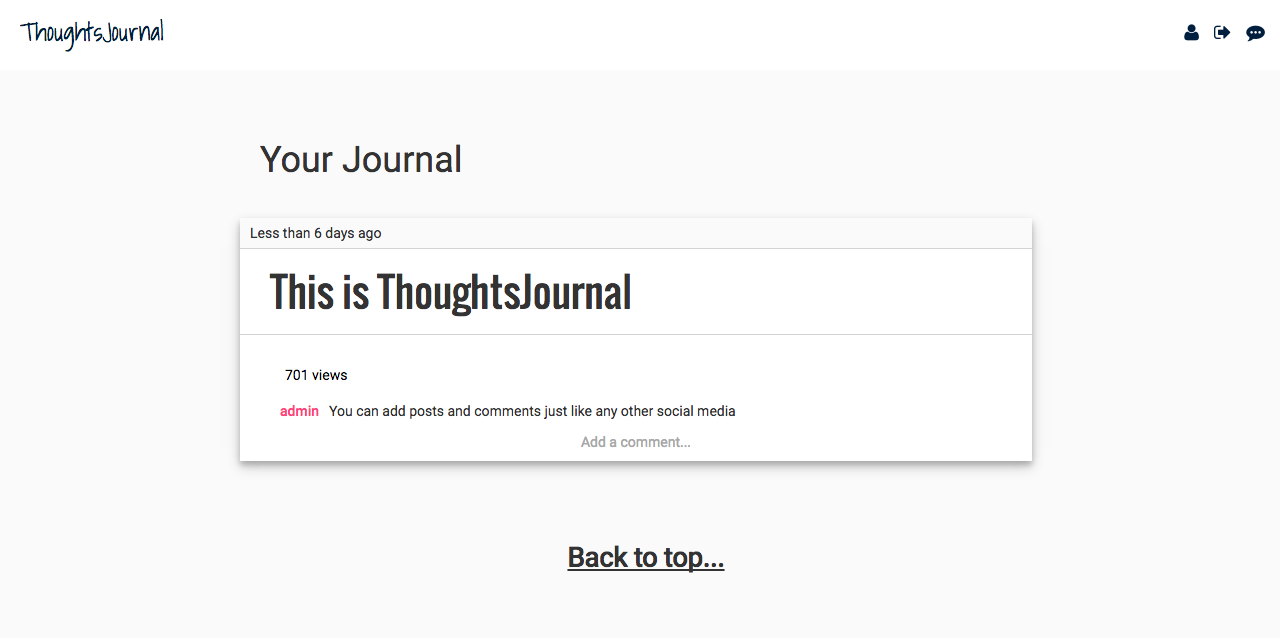 ThoughtsJournal
Your Journal
Less than 6 days ago
This is ThoughtsJournal
701 views
admin You can add posts and comments just like any other social media
Add a comment...
Back to top...